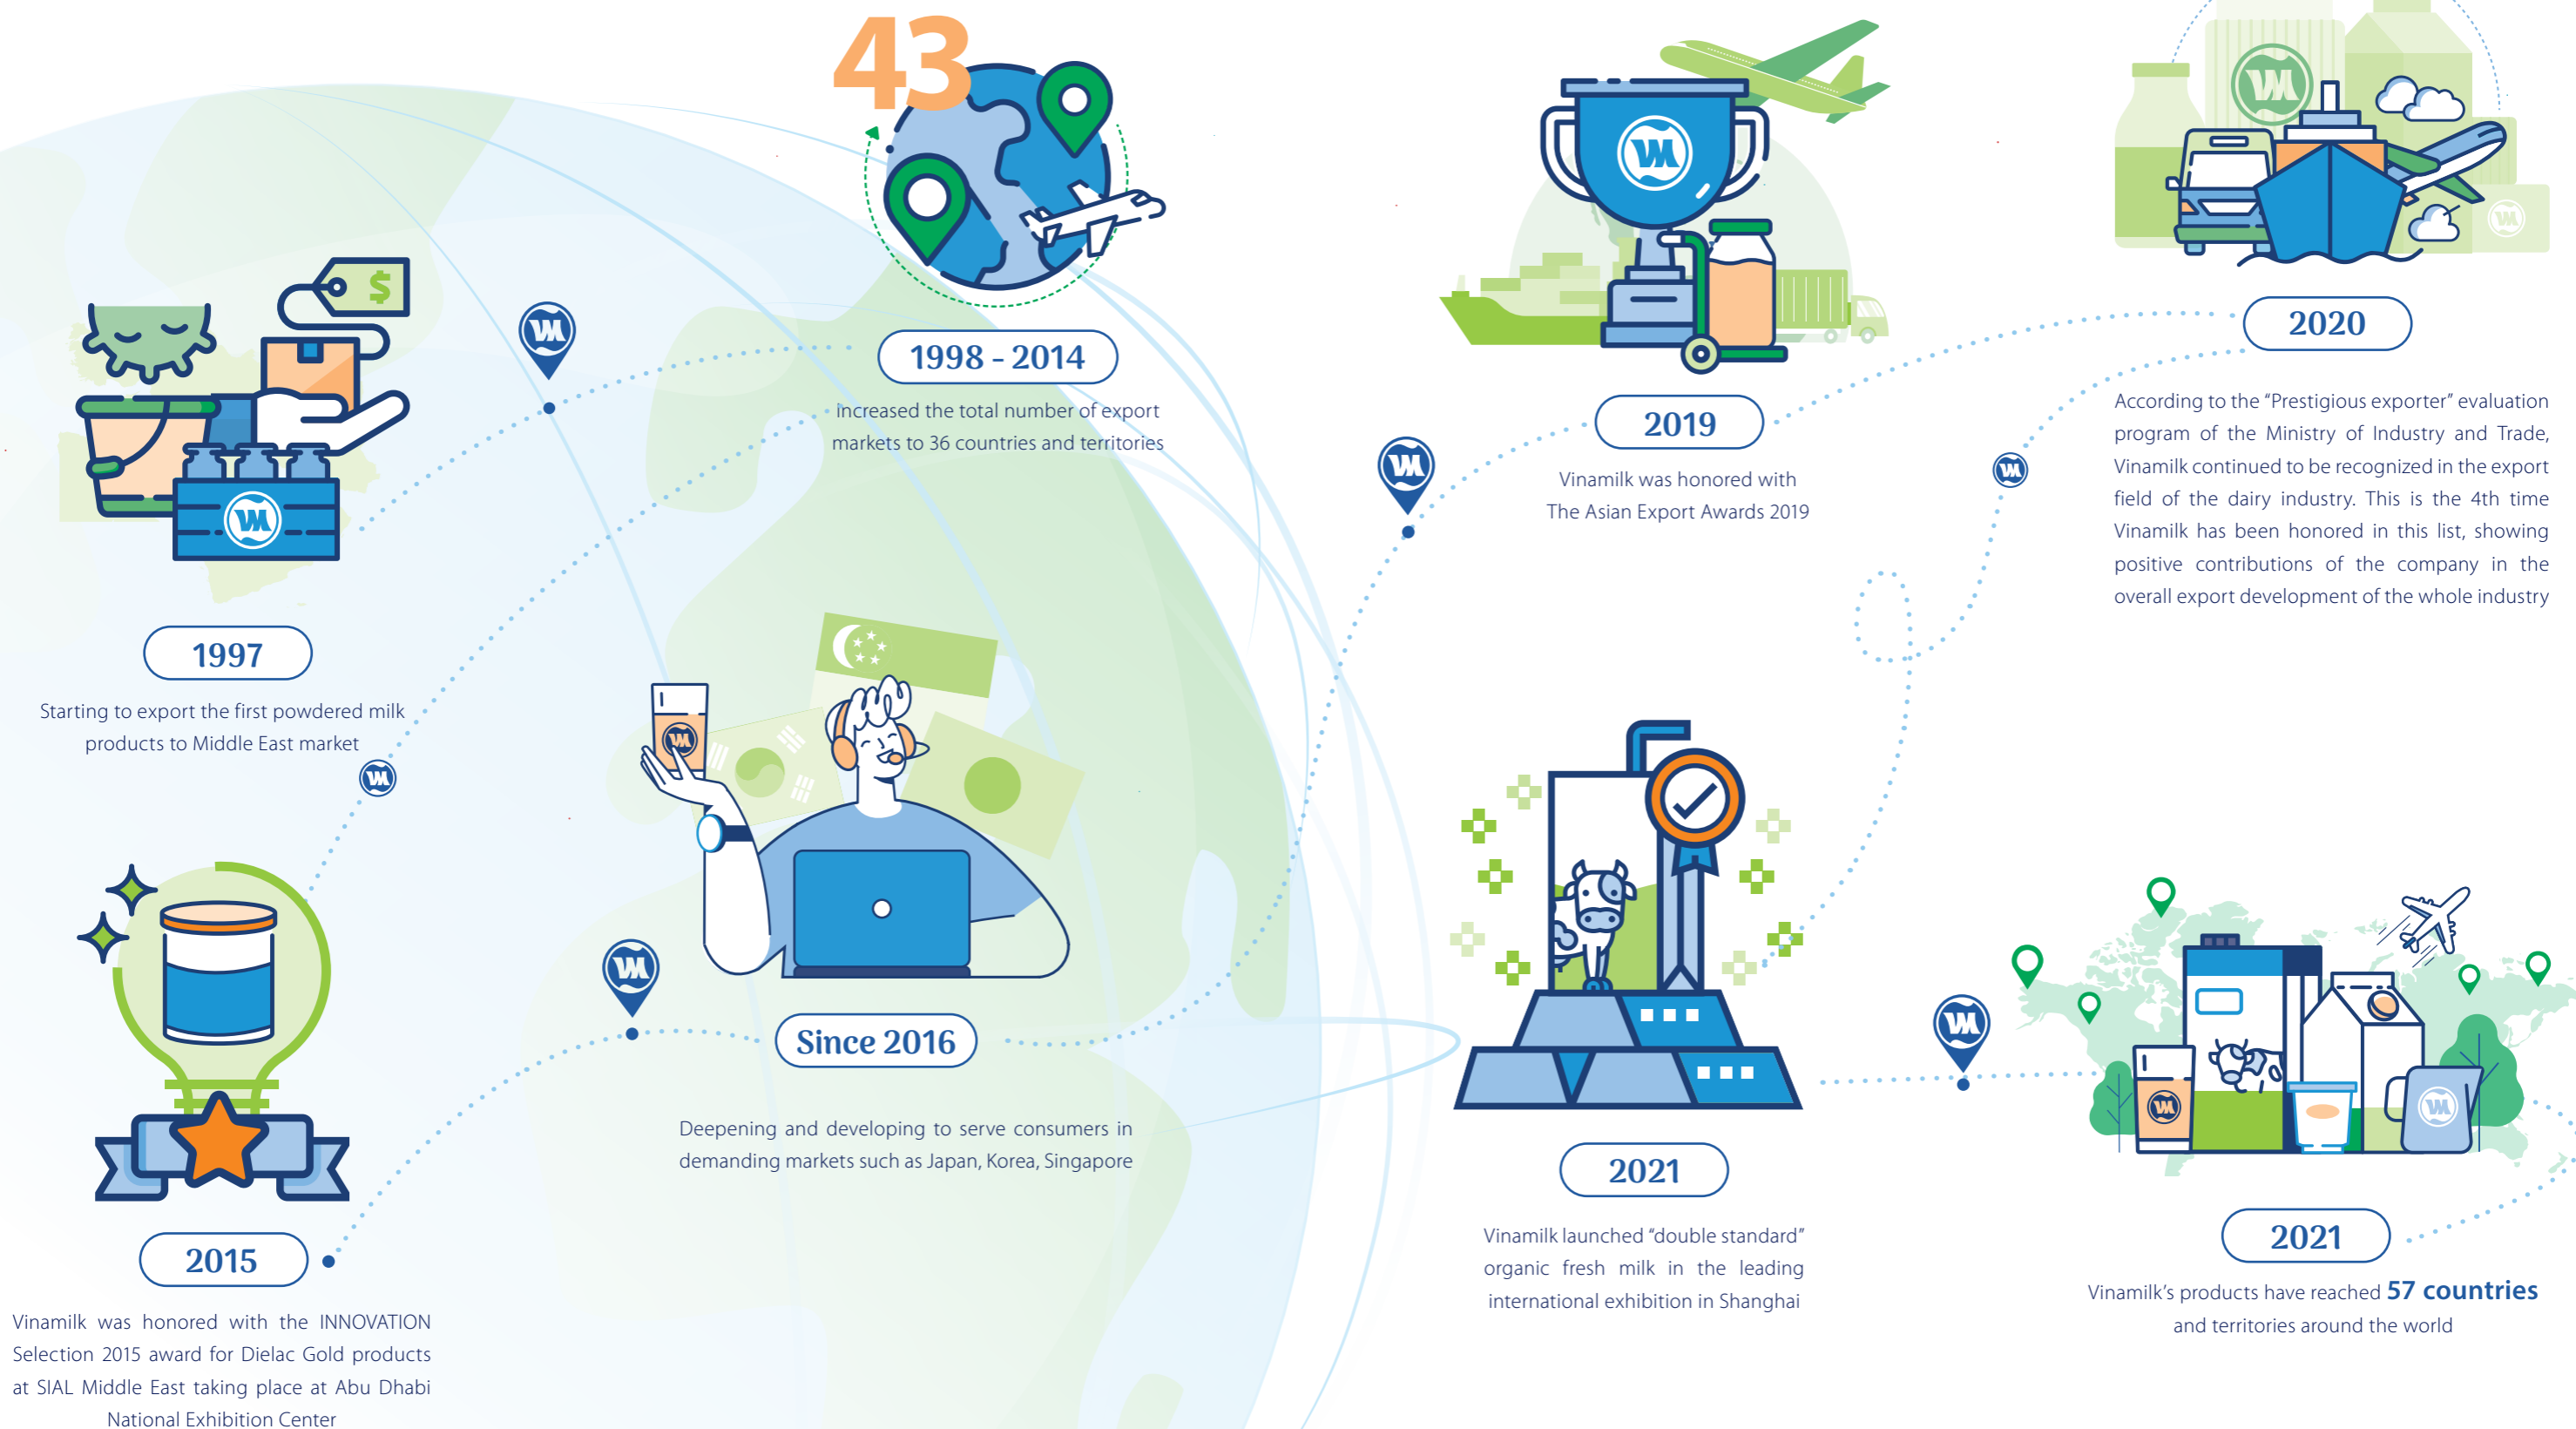 43
1998 - 2014
Increased the total number of export
markets to 36 countries and territories
1997
Starting to export the first powdered milk
products to Middle East market
2015
Vinamilk was honored with the INNOVATION
Selection 2015 award for Dielac Gold products
at SIAL Middle East taking place at Abu Dhabi
National Exhibition Center
Since 2016
Deepening and developing to serve consumers in
demanding markets such as Japan, Korea, Singapore
2019
Vinamilk was honored with
The Asian Export Awards 2019
2020
According to the “Prestigious exporter” evaluation
program of the Ministry of Industry and Trade,
Vinamilk continued to be recognized in the export
field of the dairy industry. This is the 4th time
Vinamilk has been honored in this list, showing
positive contributions of the company in the
overall export development of the whole industry
2021
Vinamilk launched “double standard”
organic fresh milk in the leading
international exhibition in Shanghai
2021
Vinamilk’s products have reached 57 countries
and territories around the world